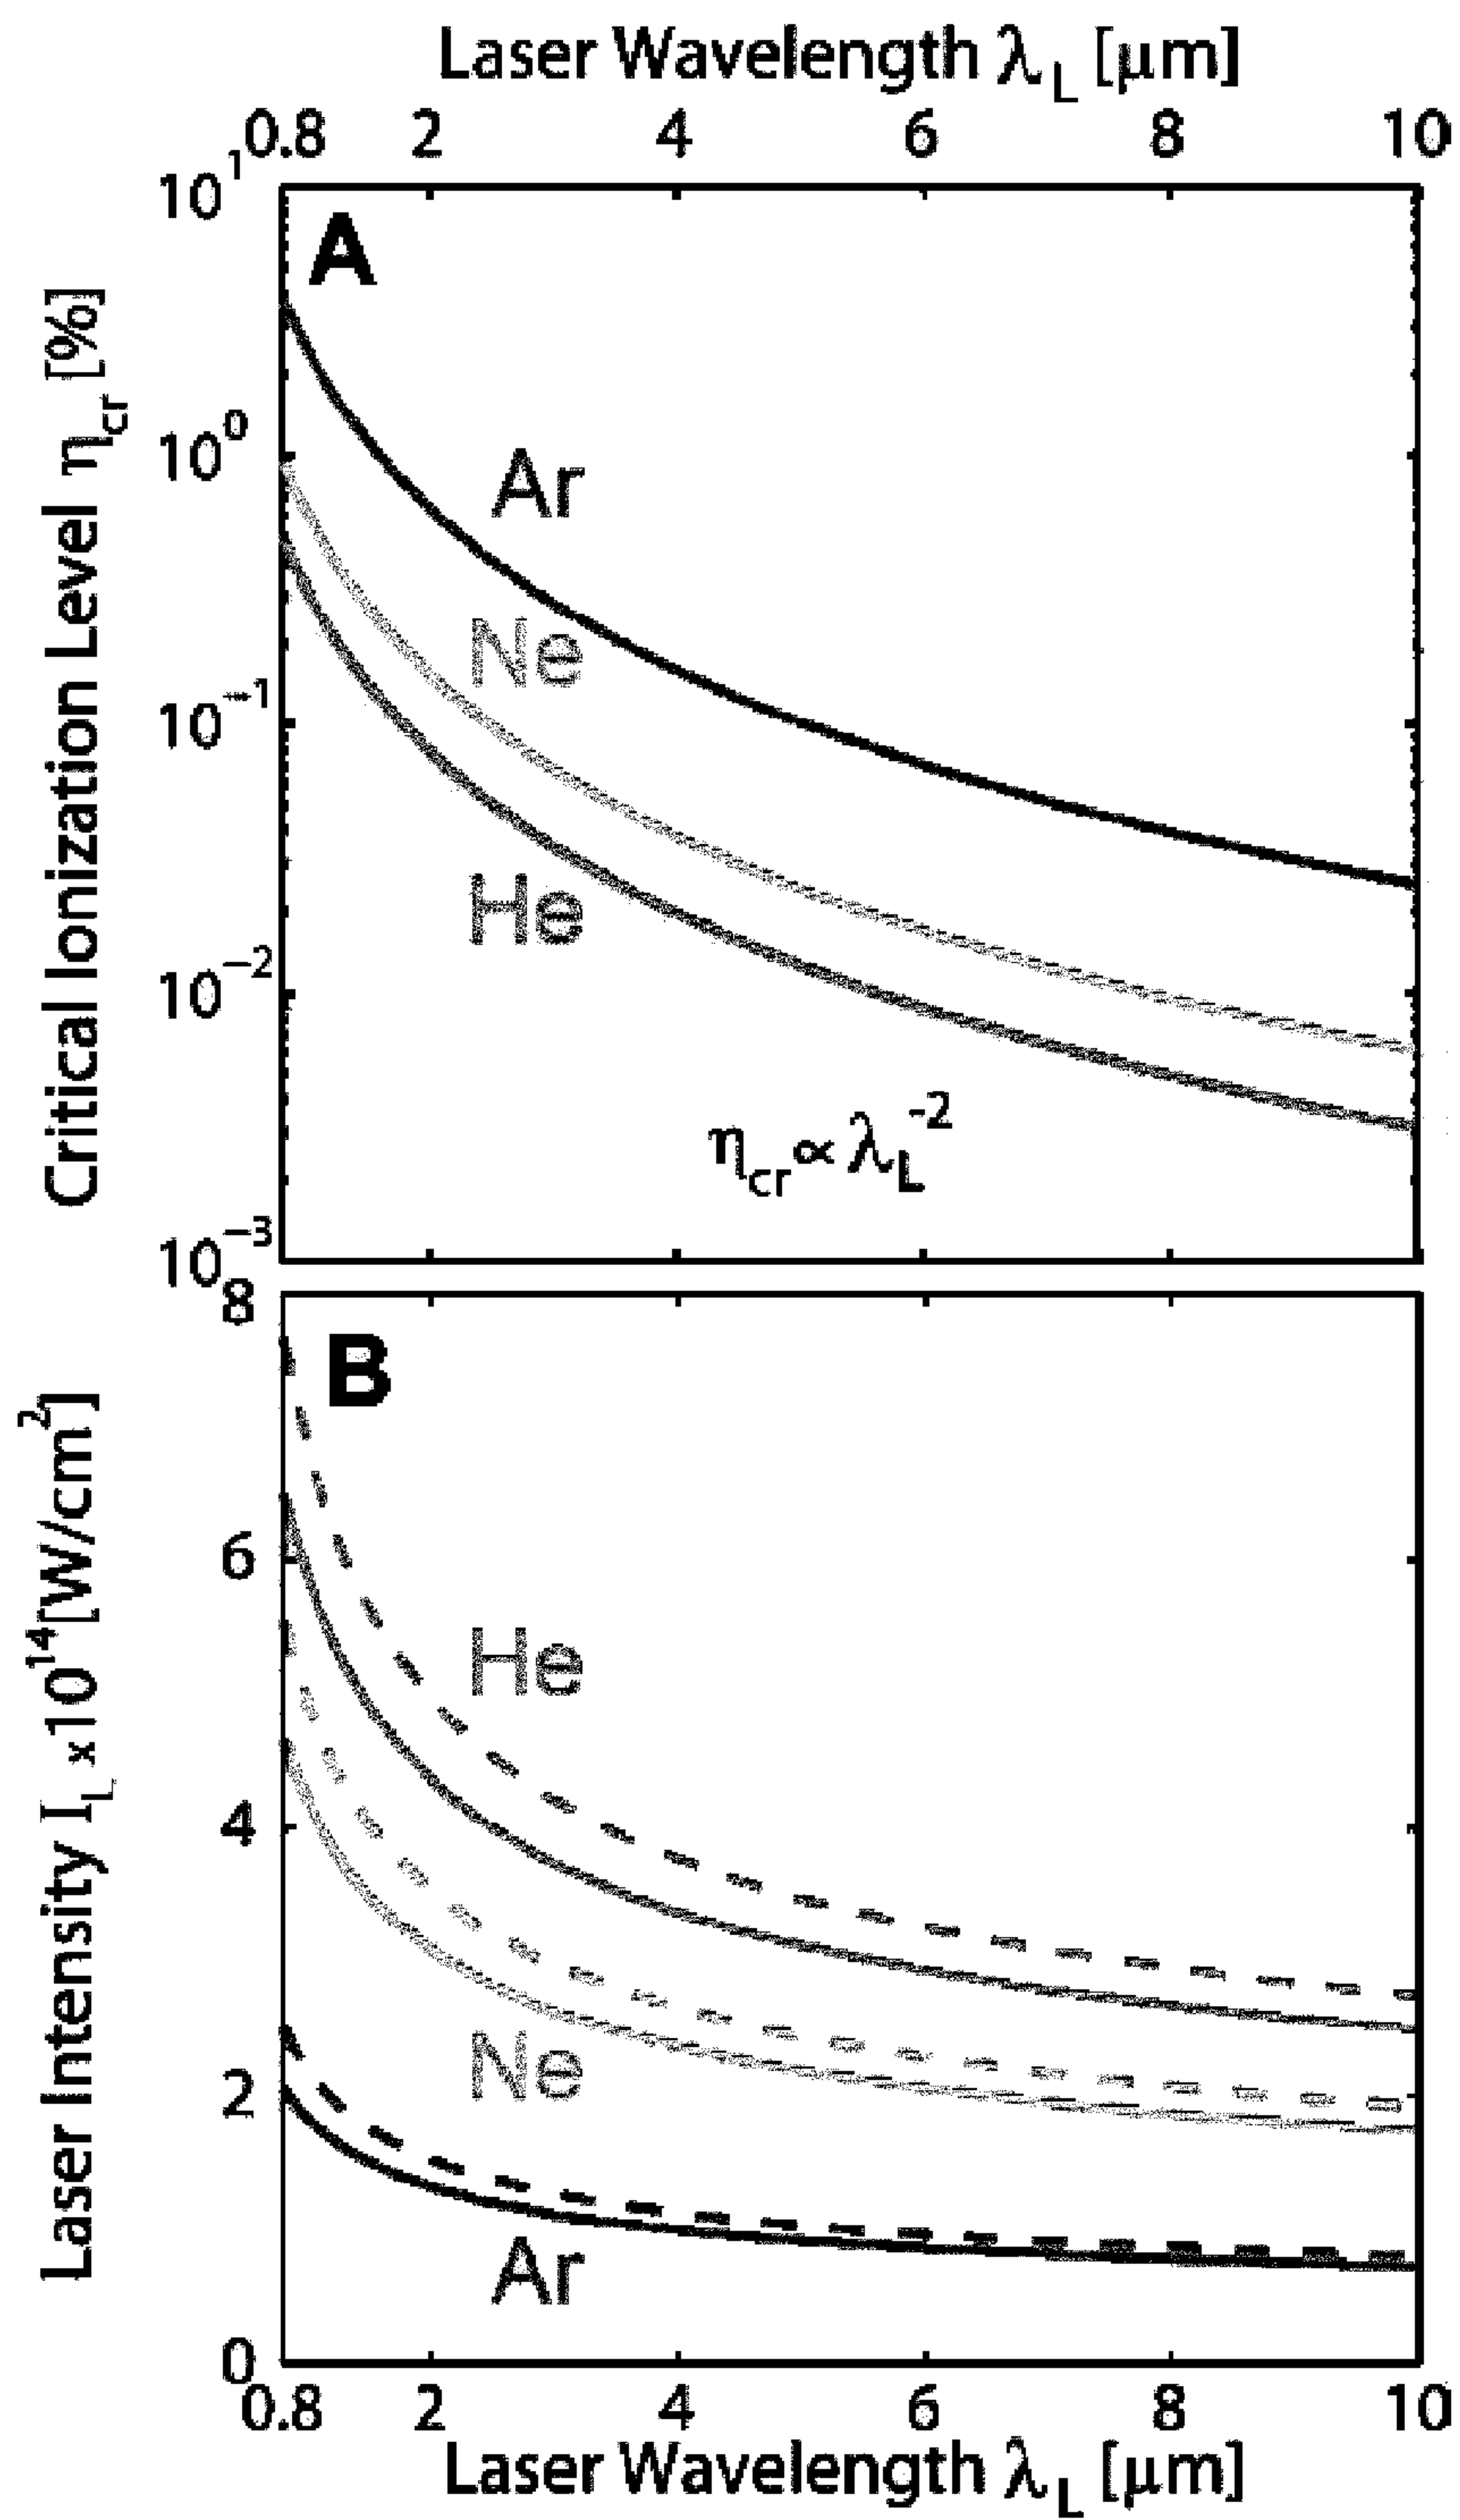 Laser Wavelength λL [μm]
0.8 2 4 6 8 10
10^1
A
Critical Ionization Level ηcr [%]
Ar
10^0
Ne
10^-1
He
10^-2
ηcr ∝ λL^-2
10^-3
8
B
Laser Intensity IL x10^14 [W/cm^2]
6
He
4
Ne
2
Ar
0
0.8 2 4 6 8 10
Laser Wavelength λL [μm]